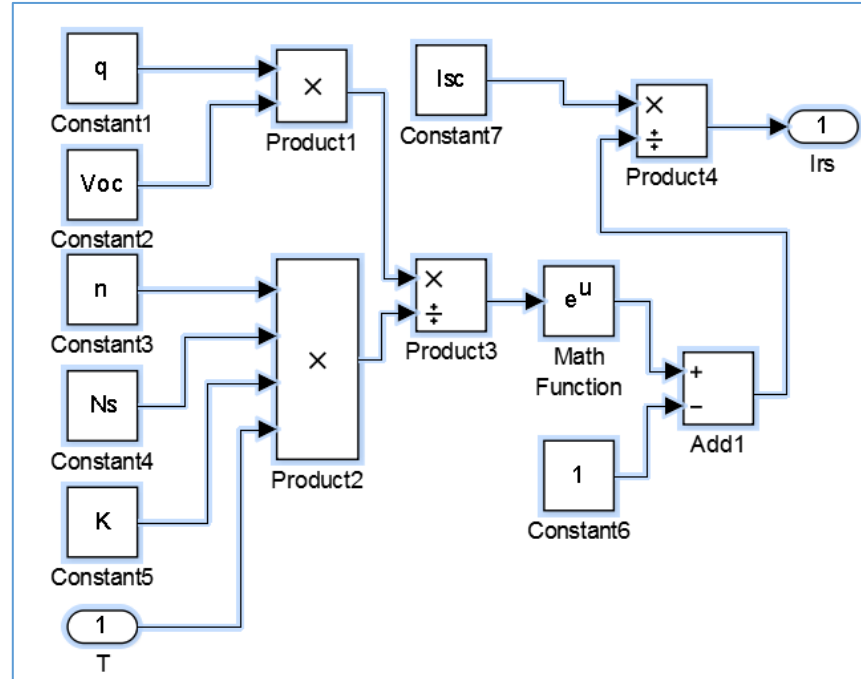 q
Constant1
Voc
Constant2
n
Constant3
Ns
Constant4
K
Constant5
1
T
×
Product1
×
Product2
×
÷
Product3
e^u
Math
Function
1
Constant6
+
−
Add1
Isc
Constant7
×
÷
Product4
1
Irs